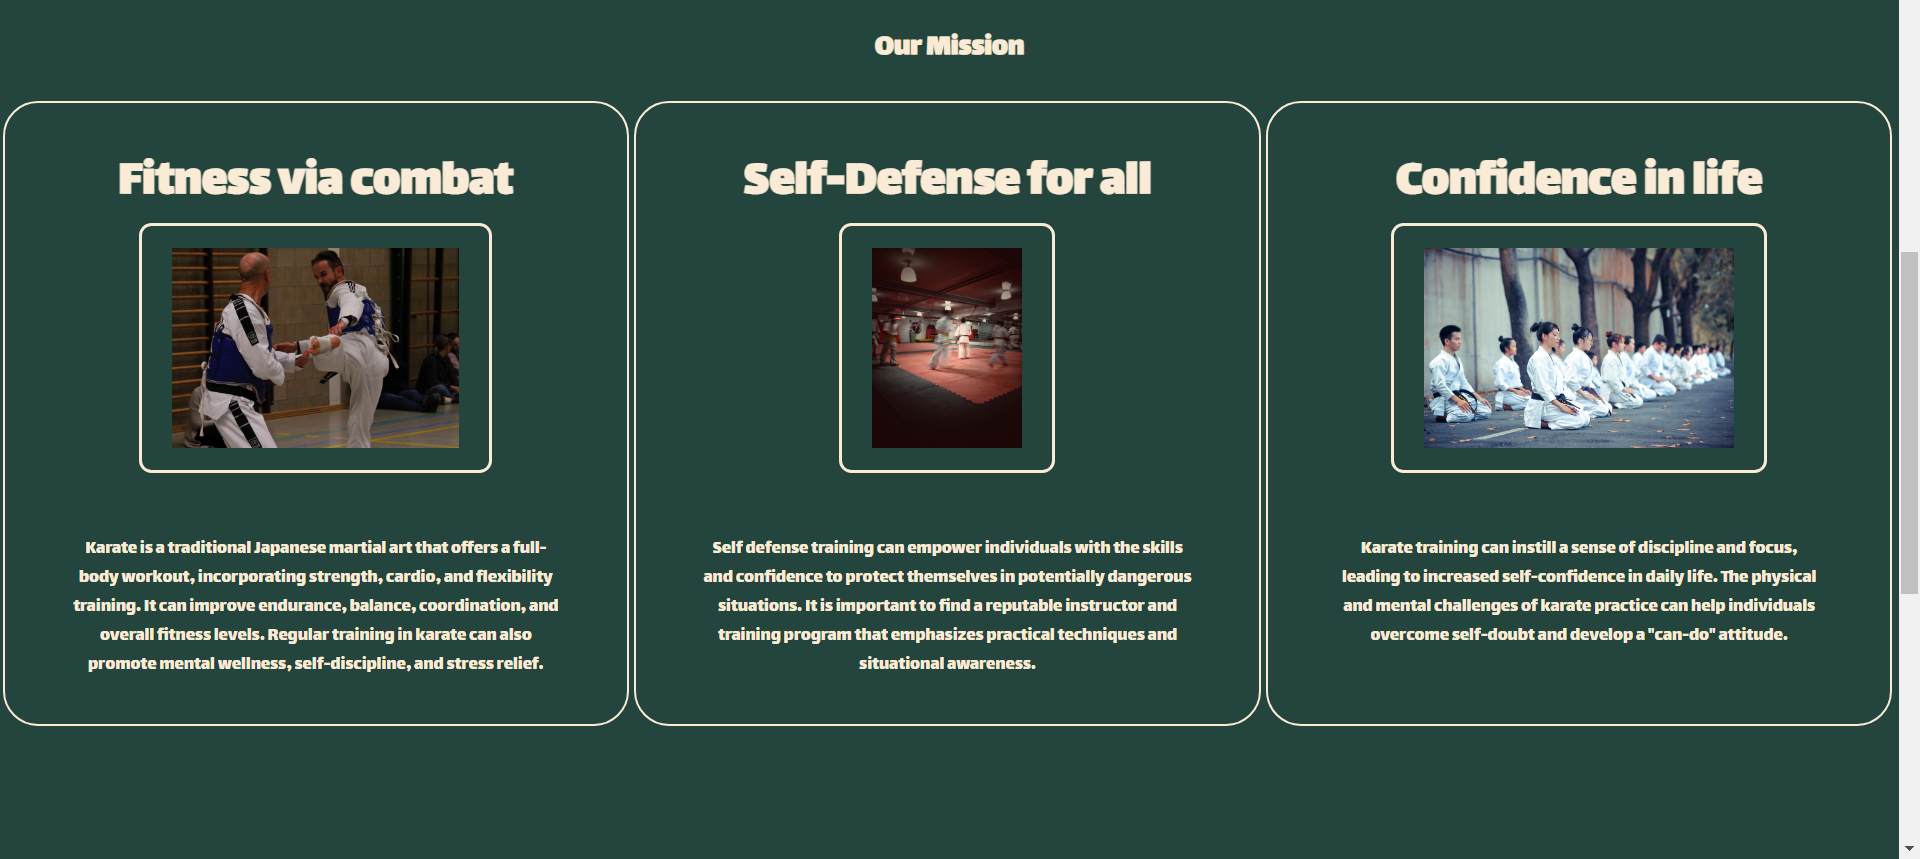 Our Mission
Fitness via combat
Karate is a traditional Japanese martial art that offers a full-
body workout, incorporating strength, cardio, and flexibility
training. It can improve endurance, balance, coordination, and
overall fitness levels. Regular training in karate can also
promote mental wellness, self-discipline, and stress relief.
Self-Defense for all
Self defense training can empower individuals with the skills
and confidence to protect themselves in potentially dangerous
situations. It is important to find a reputable instructor and
training program that emphasizes practical techniques and
situational awareness.
Confidence in life
Karate training can instill a sense of discipline and focus,
leading to increased self-confidence in daily life. The physical
and mental challenges of karate practice can help individuals
overcome self-doubt and develop a "can-do" attitude.